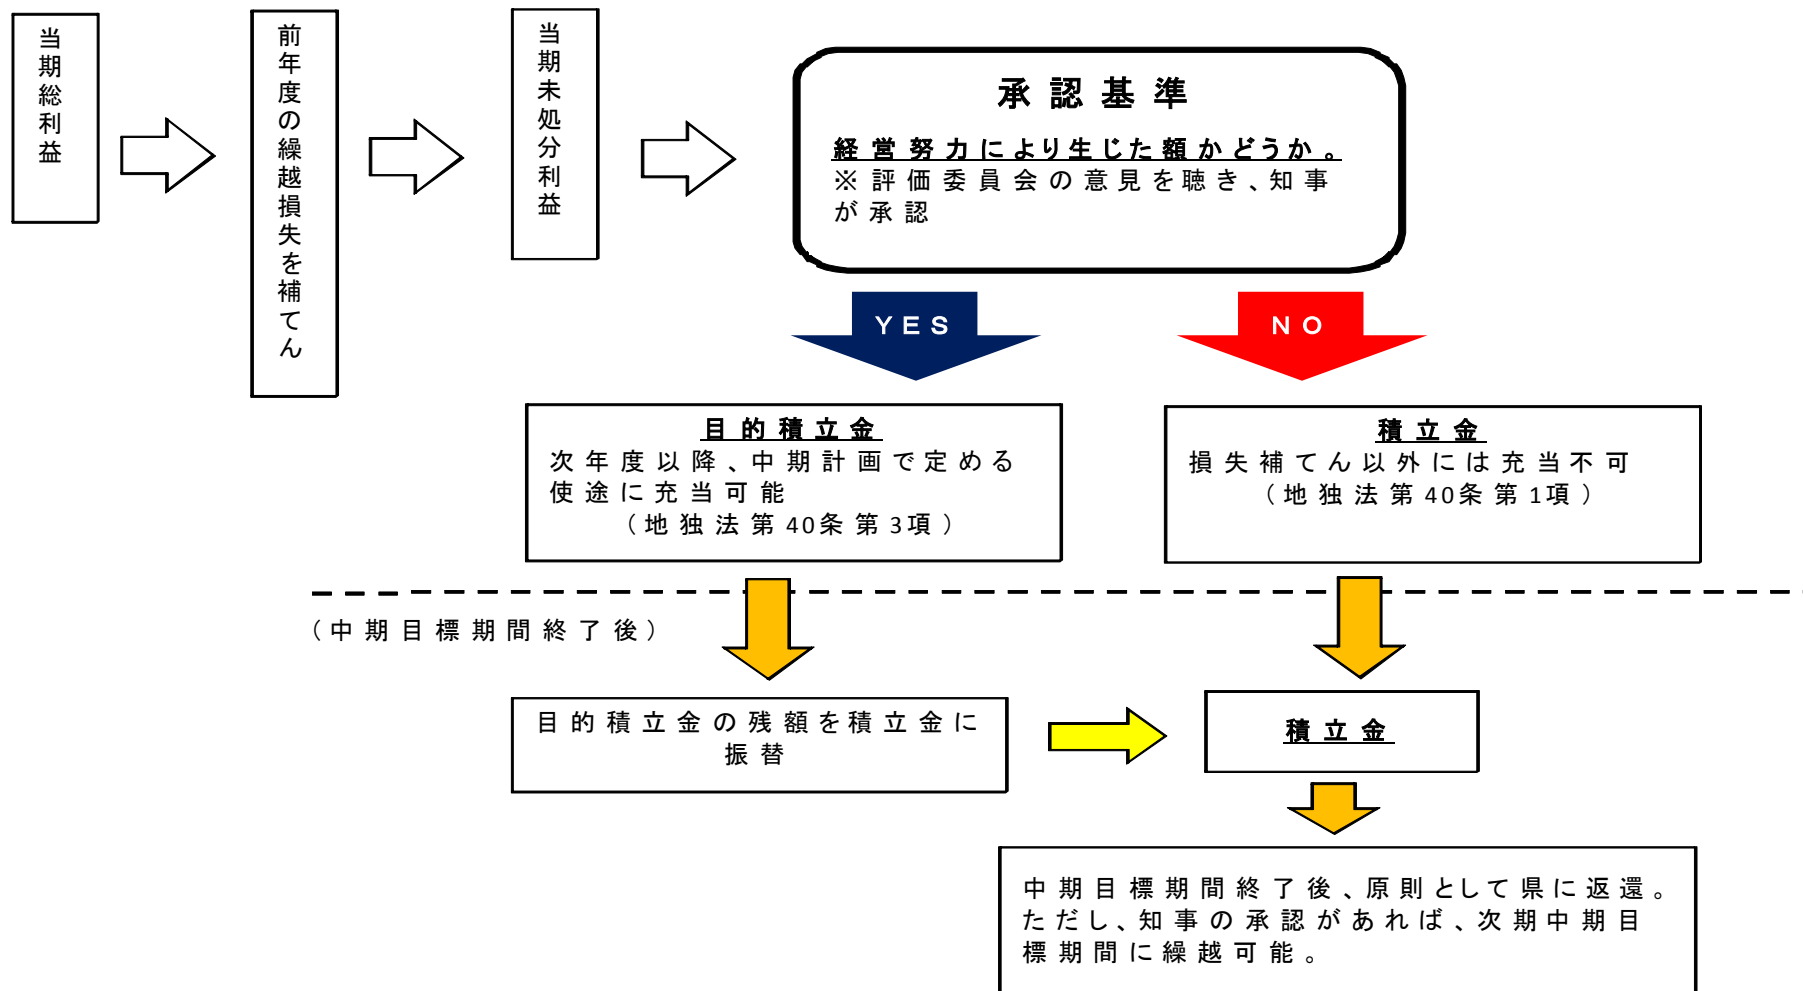 当期総利益
前年度の繰越損失を補てん
当期未処分利益
承認基準
経営努力により生じた額かどうか。
※評価委員会の意見を聴き、知事
が承認
YES
NO
目的積立金
次年度以降、中期計画で定める
使途に充当可能
（地独法第40条第3項）
積立金
損失補てん以外には充当不可
（地独法第40条第1項）
（中期目標期間終了後）
目的積立金の残額を積立金に
振替
積立金
中期目標期間終了後、原則として県に返還。
ただし、知事の承認があれば、次期中期目
標期間に繰越可能。